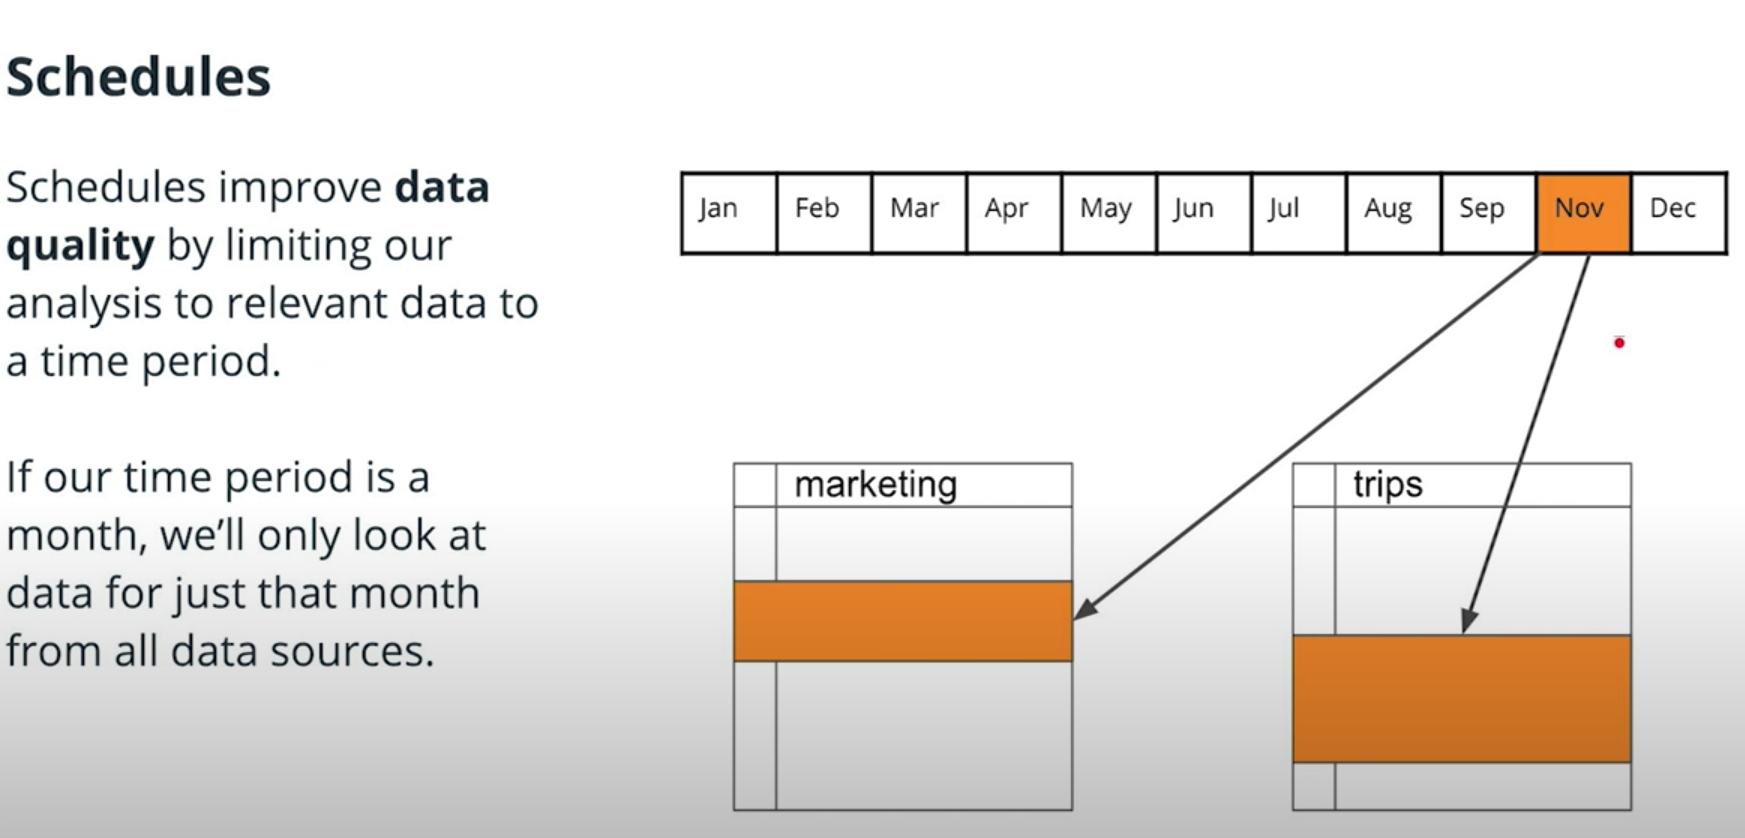 Schedules
Schedules improve data
quality by limiting our
analysis to relevant data to
a time period.
If our time period is a
month, we’ll only look at
data for just that month
from all data sources.
Jan Feb Mar Apr May Jun Jul Aug Sep Nov Dec
marketing
trips